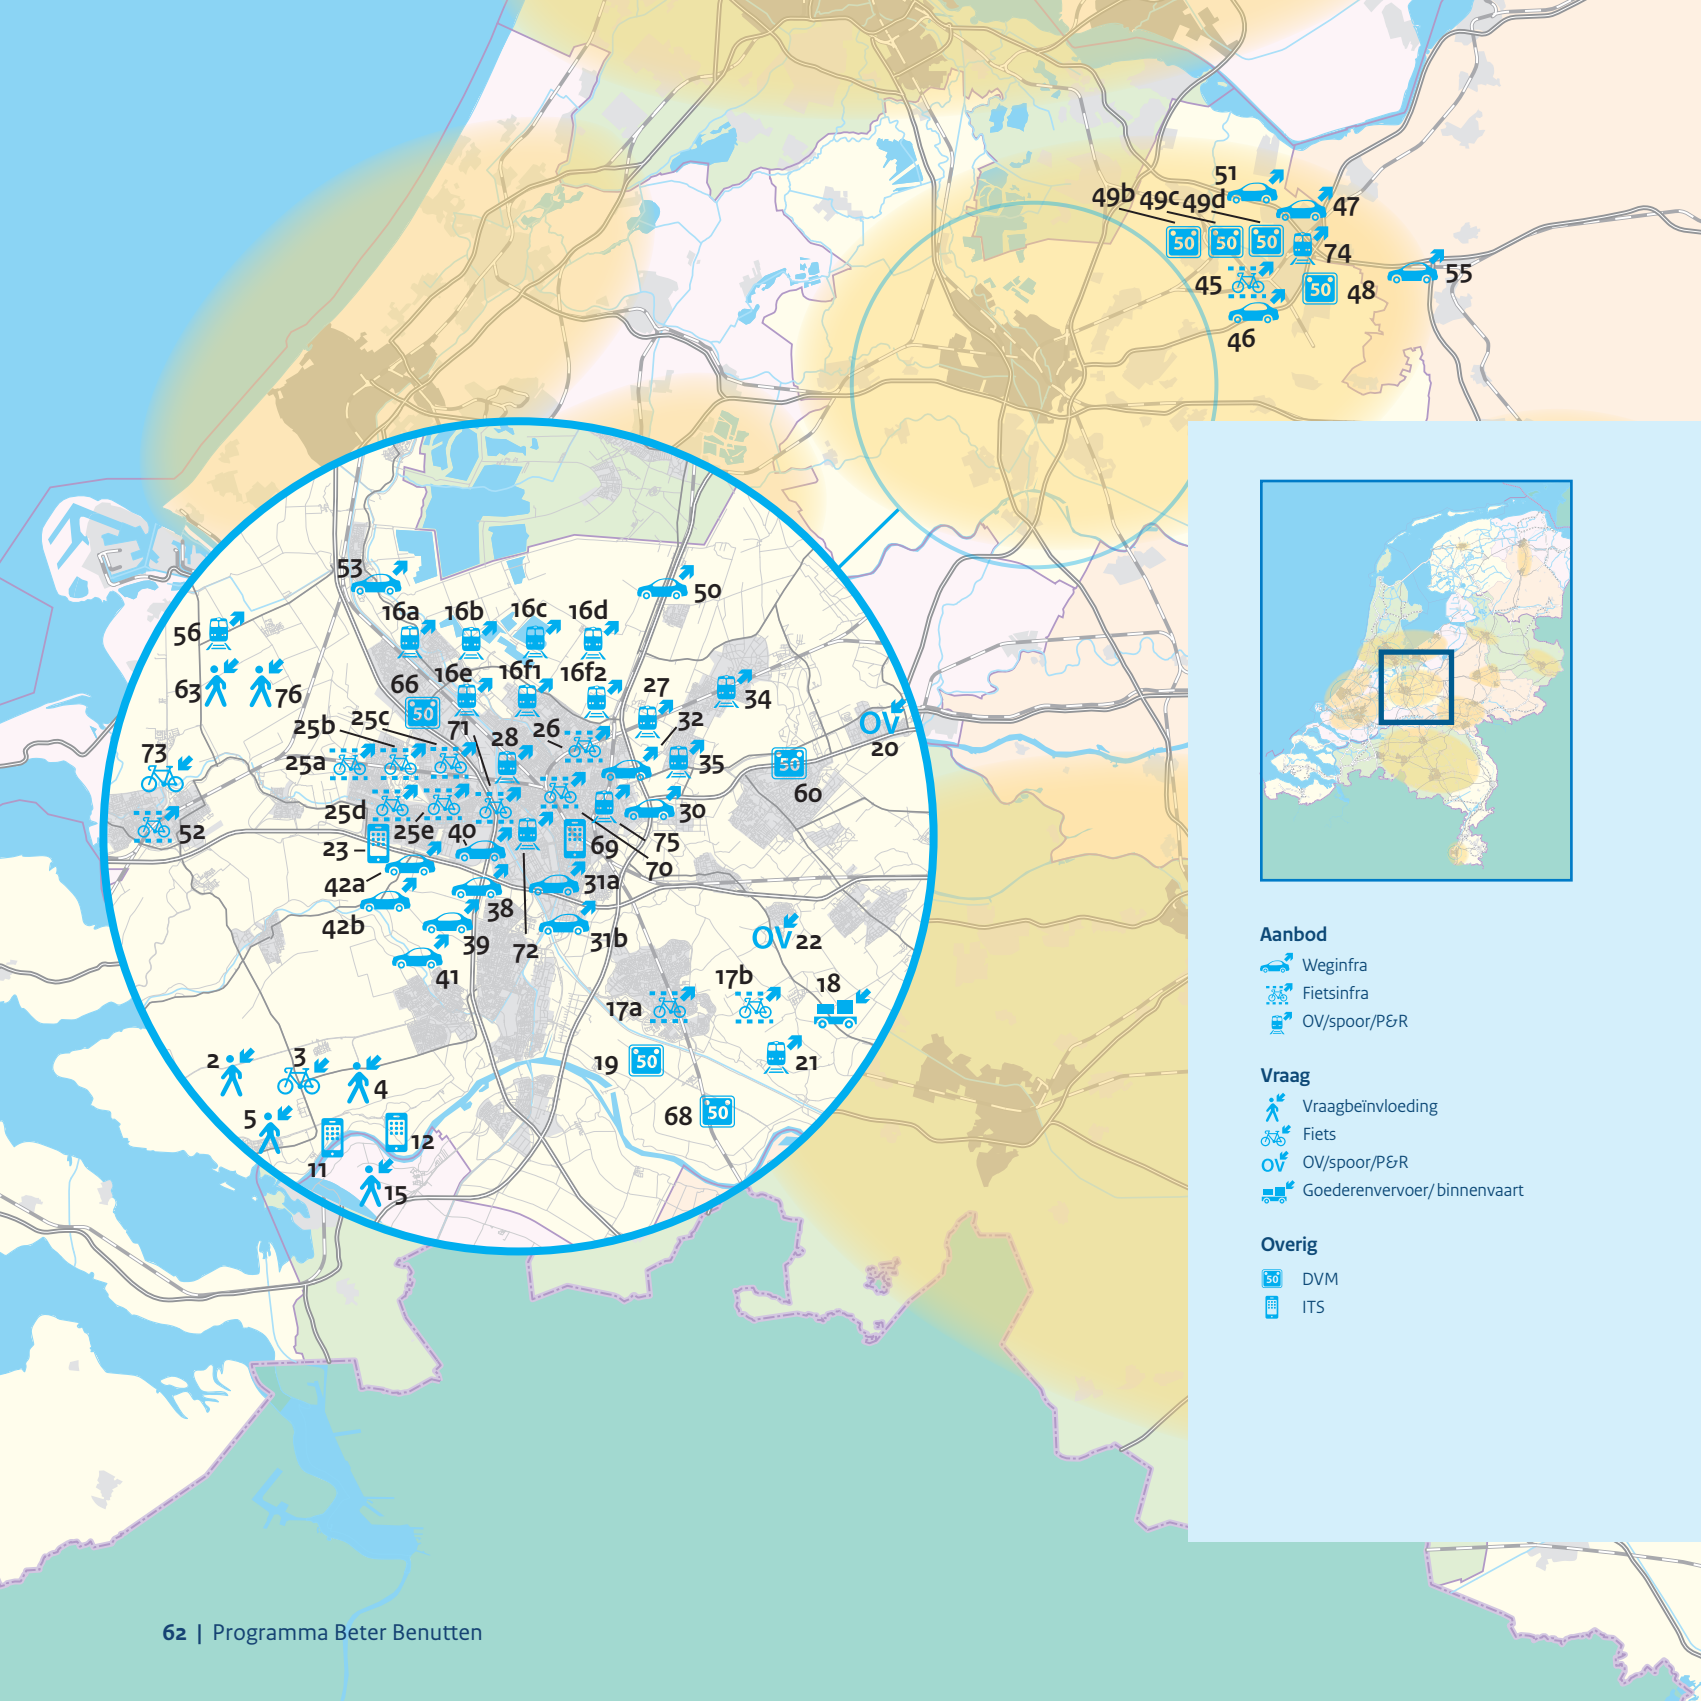 51
49b 49c 49d
47
50 50 50
74
55
45
50
48
46
53
50
16a 16b 16c 16d
56
16e 16f1 16f2
63
76
66
27
34
50
25b 25c
71
28
26
32
OV
20
73
25a
35
50
60
25d
25e
40
30
52
23
69
75
70
42a
31a
42b
38
39
72
31b
OV 22
41
17a
17b
18
2
3
4
19 50
21
5
68 50
11
12
15
Aanbod
Weginfra
Fietsinfra
OV/spoor/P&R
Vraag
Vraagbeïnvloeding
Fiets
OV OV/spoor/P&R
Goederenvervoer/binnenvaart
Overig
50 DVM
ITS
62 | Programma Beter Benutten